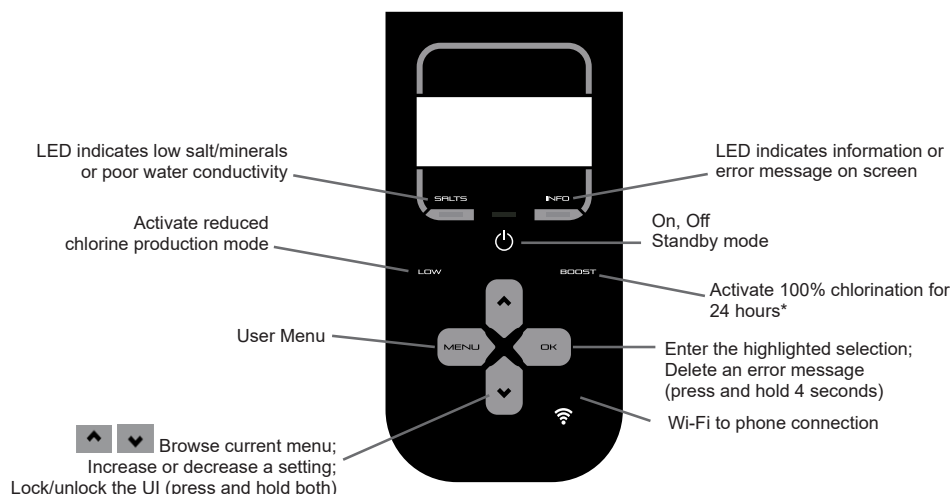 LED indicates low salt/minerals
or poor water conductivity
LED indicates information or
error message on screen
SALTS
INFO
Activate reduced
chlorine production mode
On, Off
Standby mode
LOW
BOOST
Activate 100% chlorination for
24 hours*
User Menu
MENU
OK
Enter the highlighted selection;
Delete an error message
(press and hold 4 seconds)
Wi-Fi to phone connection
Browse current menu;
Increase or decrease a setting;
Lock/unlock the UI (press and hold both)